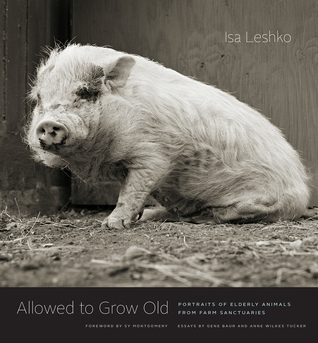 Isa Leshko
Allowed to Grow Old
PORTRAITS OF ELDERLY ANIMALS
FROM FARM SANCTUARIES
FOREWORD BY SY MONTGOMERY ESSAYS BY GENE BAUR AND ANNE WILKES TUCKER